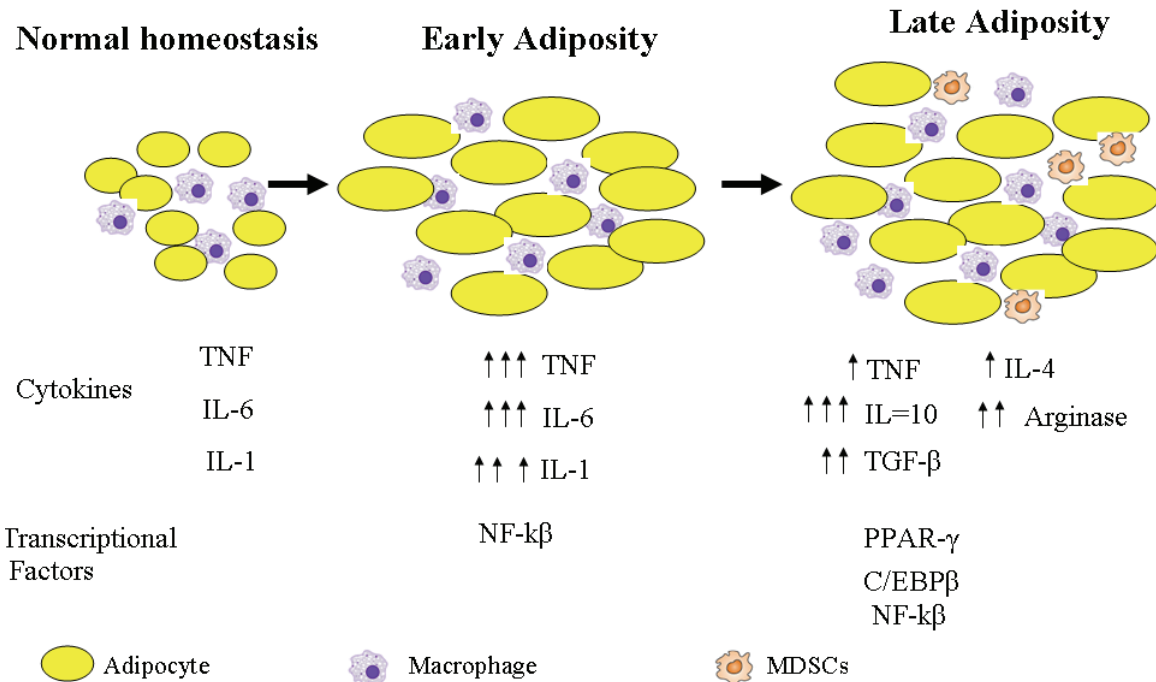 Normal homeostasis
Early Adiposity
Late Adiposity
Cytokines
TNF
IL-6
IL-1
↑↑↑ TNF
↑↑↑ IL-6
↑↑ ↑ IL-1
↑ TNF
↑ IL-4
↑↑↑ IL=10
↑↑ Arginase
↑↑ TGF-β
Transcriptional
Factors
NF-kβ
PPAR-γ
C/EBPβ
NF-kβ
Adipocyte
Macrophage
MDSCs